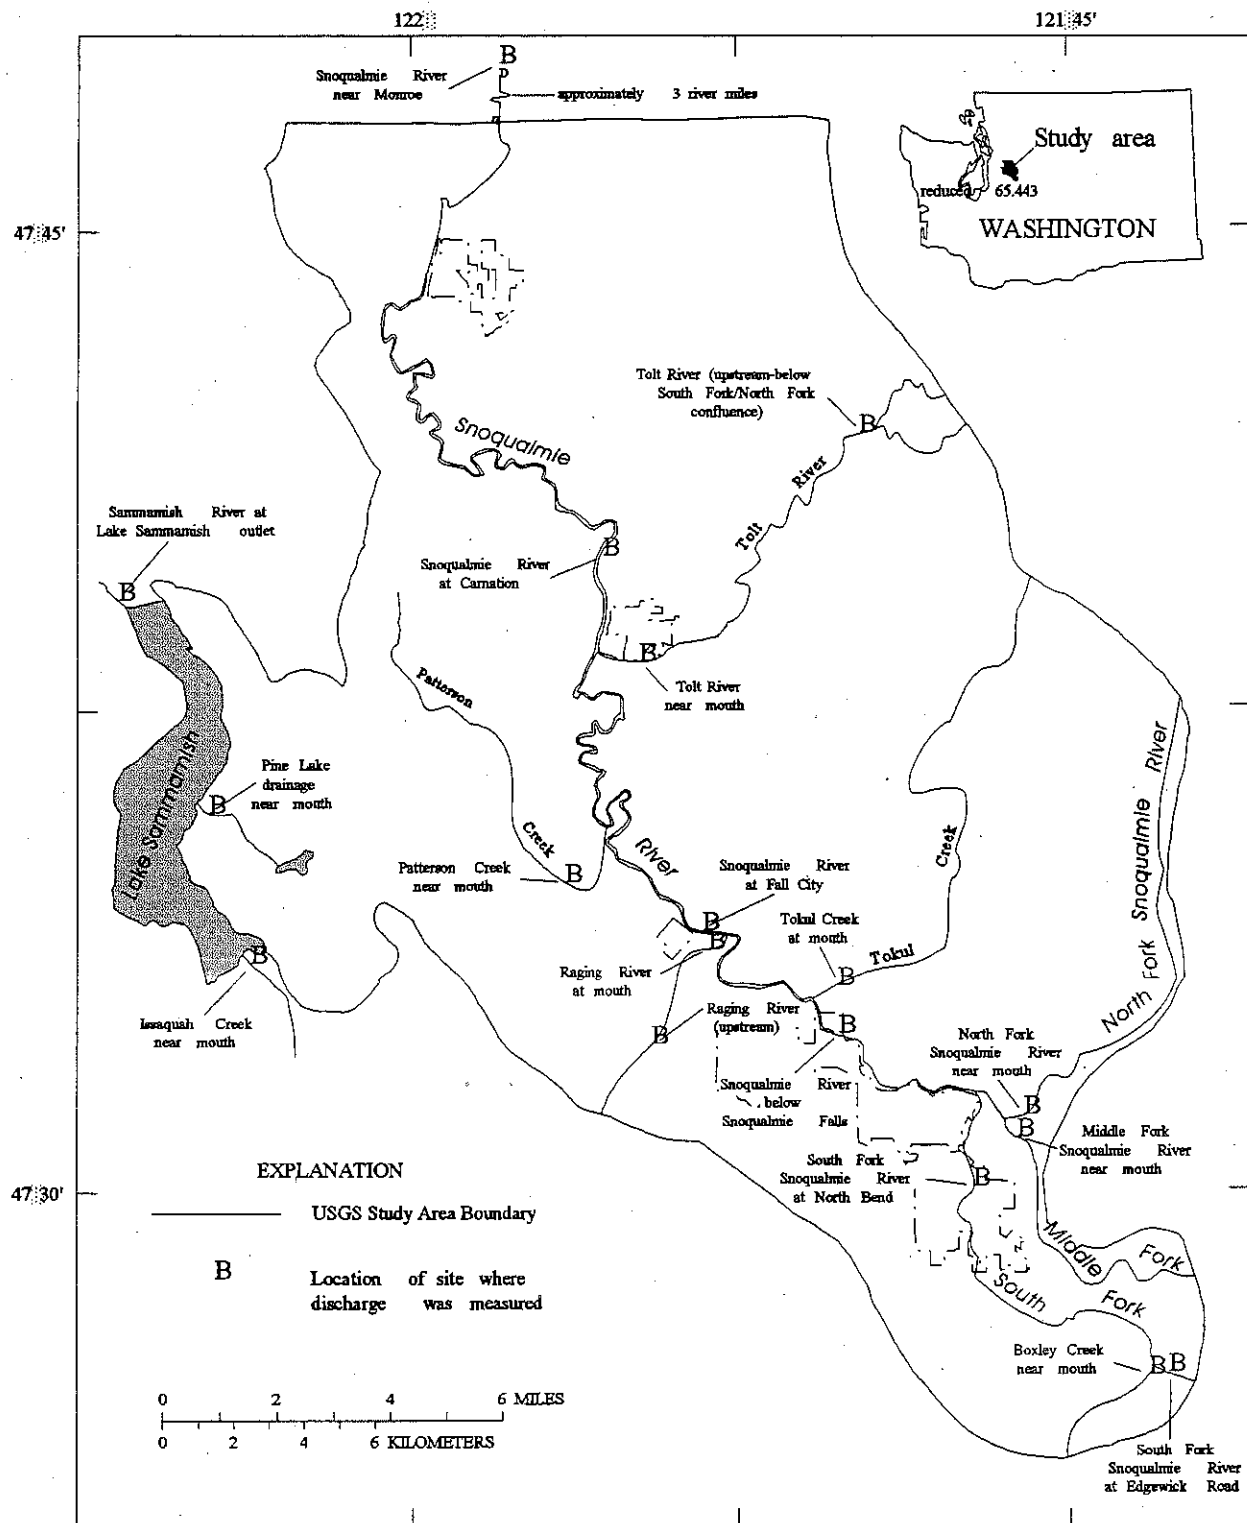 122
121 45'
B
Snoqualmie River
near Monroe
approximately 3 river miles
Study area
reduced 65.443
WASHINGTON
47 45'
Tolt River (upstream-below
South Fork/North Fork
confluence)
B
Snoqualmie
River
Tolt
Sammamish River at
Lake Sammamish outlet
B
B
Snoqualmie River
at Carnation
B
Tolt River
near mouth
Patterson
Creek
Lake Sammamish
Pine Lake
drainage
near mouth
B
River
Patterson Creek
near mouth
B
Snoqualmie River
at Fall City
B
Creek
Tokul
Tokul Creek
at mouth
B
North Fork Snoqualmie River
B
Issaquah Creek
near mouth
B
Raging River
at mouth
B
Raging River
(upstream)
B
Snoqualmie River
below
Snoqualmie Falls
North Fork
Snoqualmie River
near mouth
B
B
Middle Fork
Snoqualmie River
near mouth
South Fork
Snoqualmie River
at North Bend
B
47 30'
EXPLANATION
USGS Study Area Boundary
B
Location of site where
discharge was measured
Middle Fork
South Fork
Boxley Creek
near mouth
B B
South Fork
Snoqualmie River
at Edgewick Road
0 2 4 6 MILES
0 2 4 6 KILOMETERS